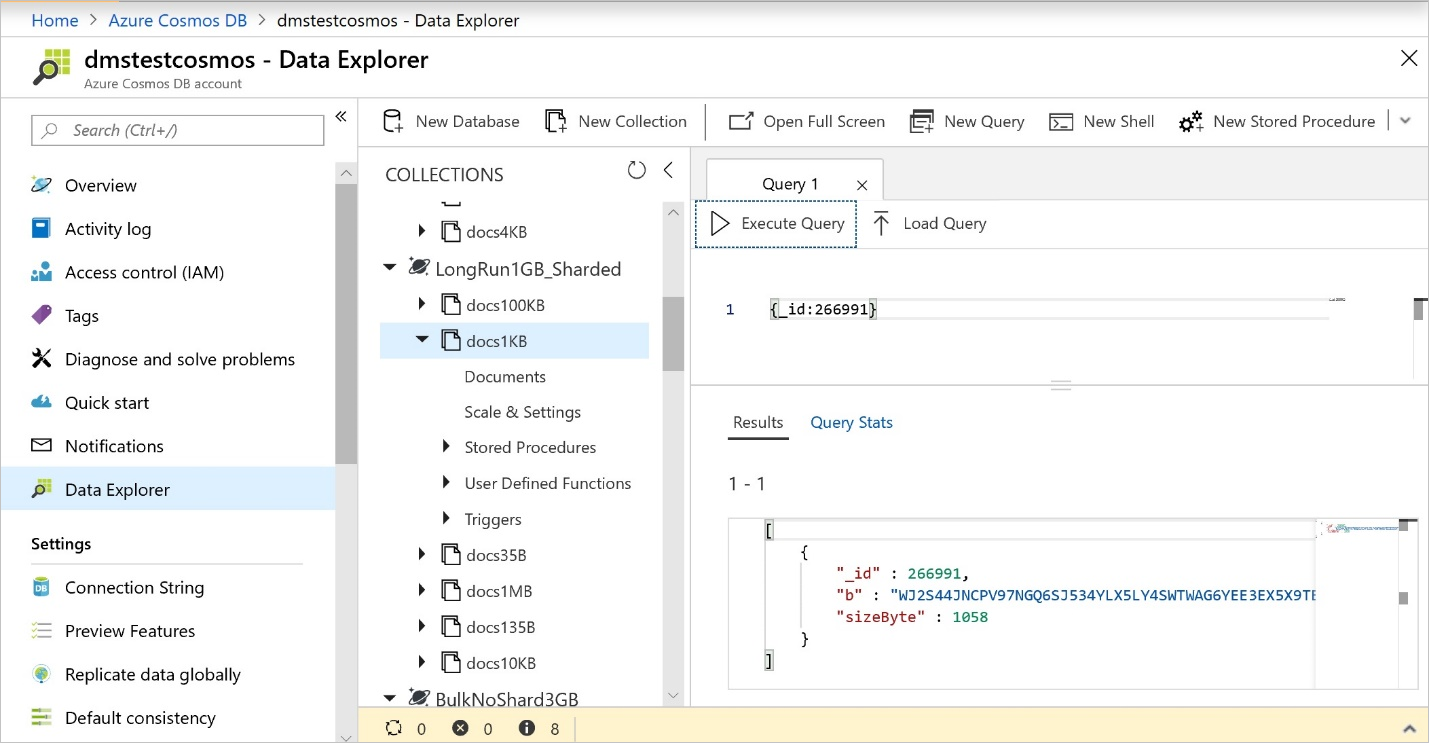 Home > Azure Cosmos DB > dmstestcosmos - Data Explorer
dmstestcosmos - Data Explorer
Azure Cosmos DB account
Search (Ctrl+/)
Overview
Activity log
Access control (IAM)
Tags
Diagnose and solve problems
Quick start
Notifications
Data Explorer
Settings
Connection String
Preview Features
Replicate data globally
Default consistency
New Database
New Collection
Open Full Screen
New Query
New Shell
New Stored Procedure
COLLECTIONS
docs4KB
LongRun1GB_Sharded
docs100KB
docs1KB
Documents
Scale & Settings
Stored Procedures
User Defined Functions
Triggers
docs35B
docs1MB
docs135B
docs10KB
BulkNoShard3GB
Query 1
Execute Query
Load Query
1 {_id:266991}
Results
Query Stats
1 - 1
[
{
"_id" : 266991,
"b" : "WJ2S44JNCPV97NGQ6SJ534YLX5LY4SWTWAG6YEE3EX5X9TE
"sizeByte" : 1058
}
]
0 0 8